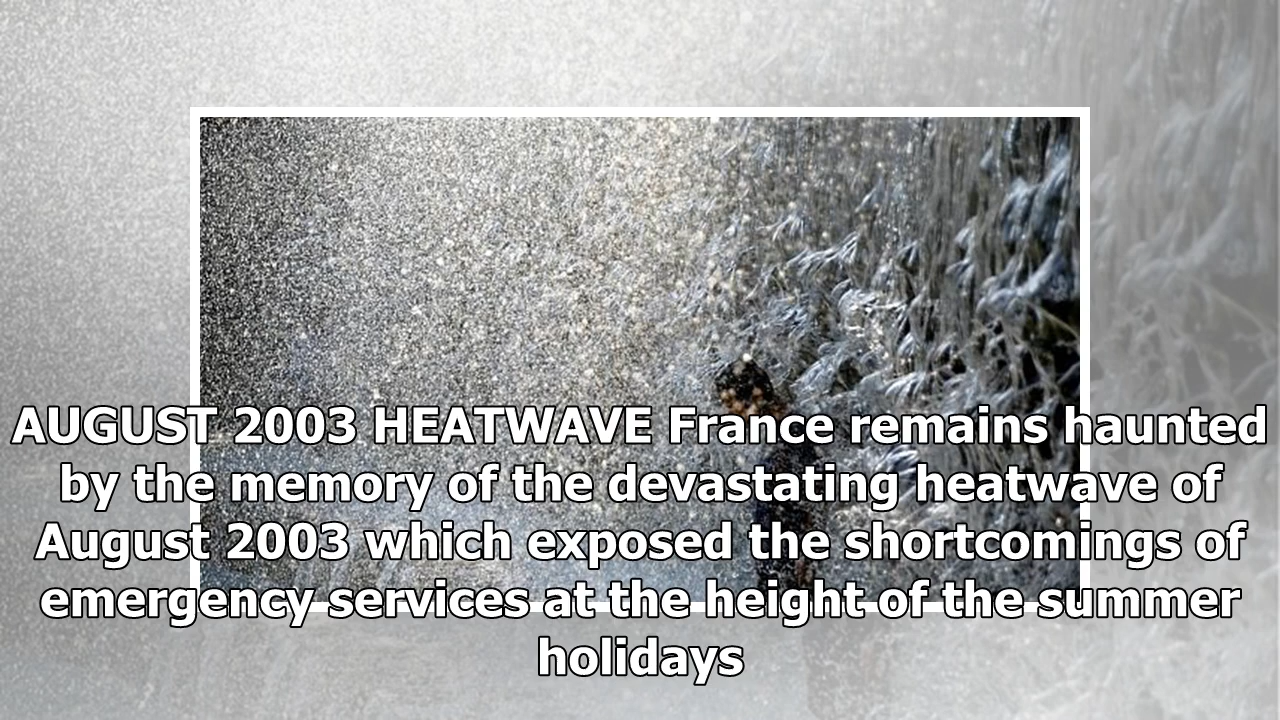 AUGUST 2003 HEATWAVE France remains haunted
by the memory of the devastating heatwave of
August 2003 which exposed the shortcomings of
emergency services at the height of the summer
holidays